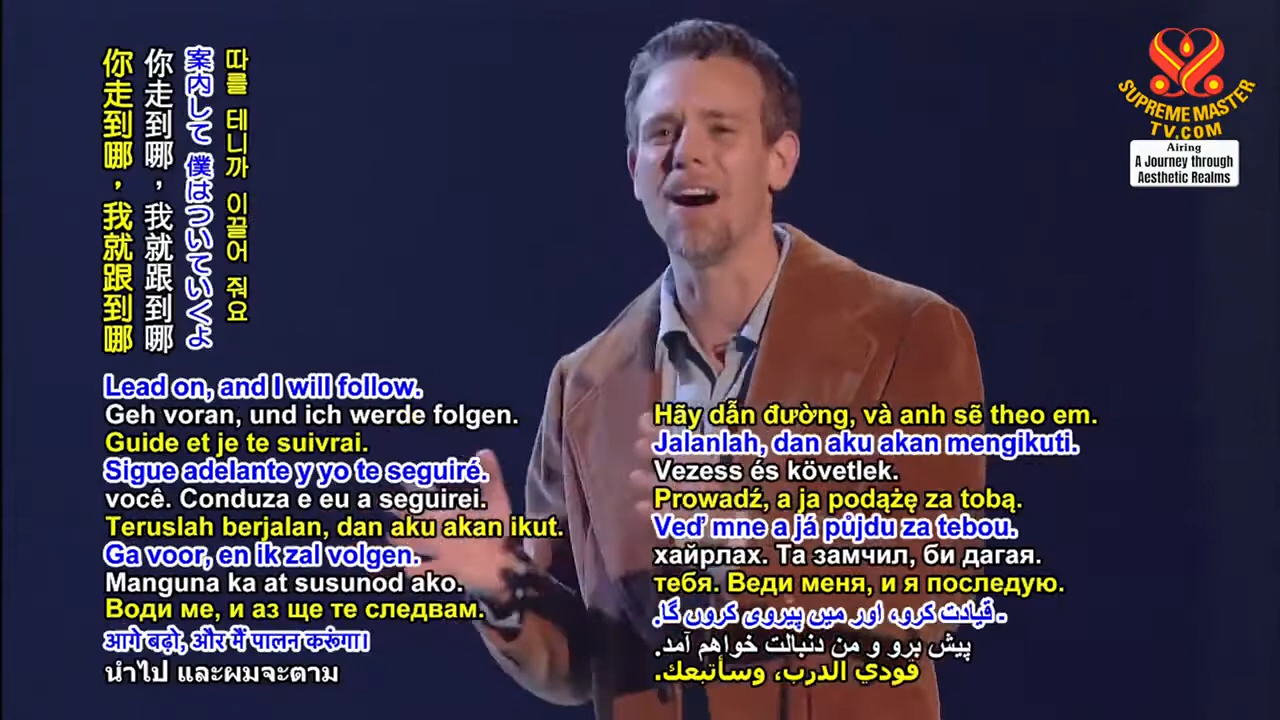 你走到哪，我就跟到哪
你走到哪，我就跟到哪
案内して 僕はついていくよ
따를 테니까 이끌어 줘요
SUPREME MASTER
TV.COM
Airing
A Journey through
Aesthetic Realms
Lead on, and I will follow.
Geh voran, und ich werde folgen.
Guide et je te suivrai.
Sigue adelante y yo te seguiré.
você. Conduza e eu a seguirei.
Teruslah berjalan, dan aku akan ikut.
Ga voor, en ik zal volgen.
Manguna ka at susunod ako.
Води ме, и аз ще те следвам.
आगे बढ़ो, और मैं पालन करूंगा।
นำไป และผมจะตาม
Hãy dẫn đường, và anh sẽ theo em.
Jalanlah, dan aku akan mengikuti.
Vezess és követlek.
Prowadź, a ja podążę za tobą.
Veď mne a já půjdu za tebou.
хайрлах. Та замчил, би дагая.
тебя. Веди меня, и я последую.
۔ قیادت کرو، اور میں پیروی کروں گا.
پیش برو و من دنبالت خواهم آمد.
قودي الدرب، وسأتبعك.